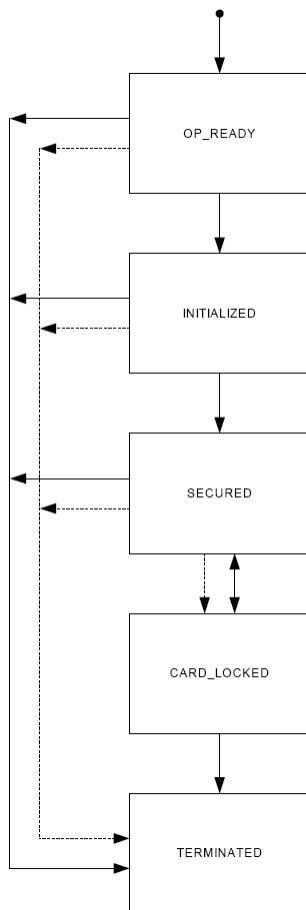 OP_READY
INITIALIZED
SECURED
CARD_LOCKED
TERMINATED